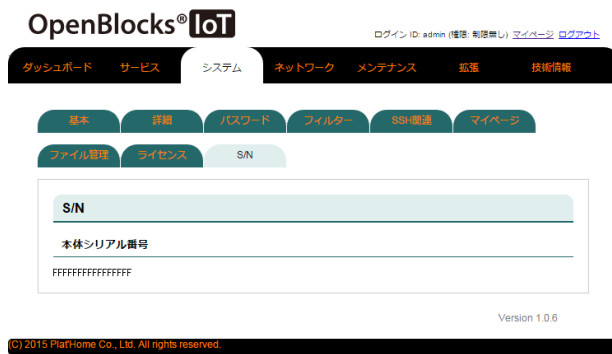 OpenBlocks® IoT
ログイン ID: admin (権限: 制限無し) マイページ ログアウト
ダッシュボード サービス システム ネットワーク メンテナンス 拡張 技術情報
基本 詳細 パスワード フィルター SSH関連 マイページ
ファイル管理 ライセンス S/N
S/N
本体シリアル番号
FFFFFFFFFFFFFFFF
Version 1.0.6
(C) 2015 Plat'Home Co., Ltd. All rights reserved.